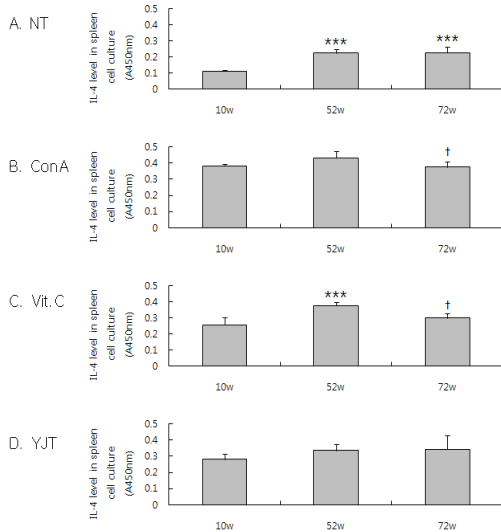 A. NT
IL-4 level in spleen
cell culture
(A450nm)
0.5
0.4
0.3
0.2
0.1
0
***
***
10w
52w
72w
B. ConA
IL-4 level in spleen
cell culture
(A450nm)
0.5
0.4
0.3
0.2
0.1
0
†
10w
52w
72w
C. Vit.C
IL-4 level in spleen
cell culture
(A450nm)
0.5
0.4
0.3
0.2
0.1
0
***
†
10w
52w
72w
D. YJT
IL-4 level in spleen
cell culture
(A450nm)
0.5
0.4
0.3
0.2
0.1
0
10w
52w
72w